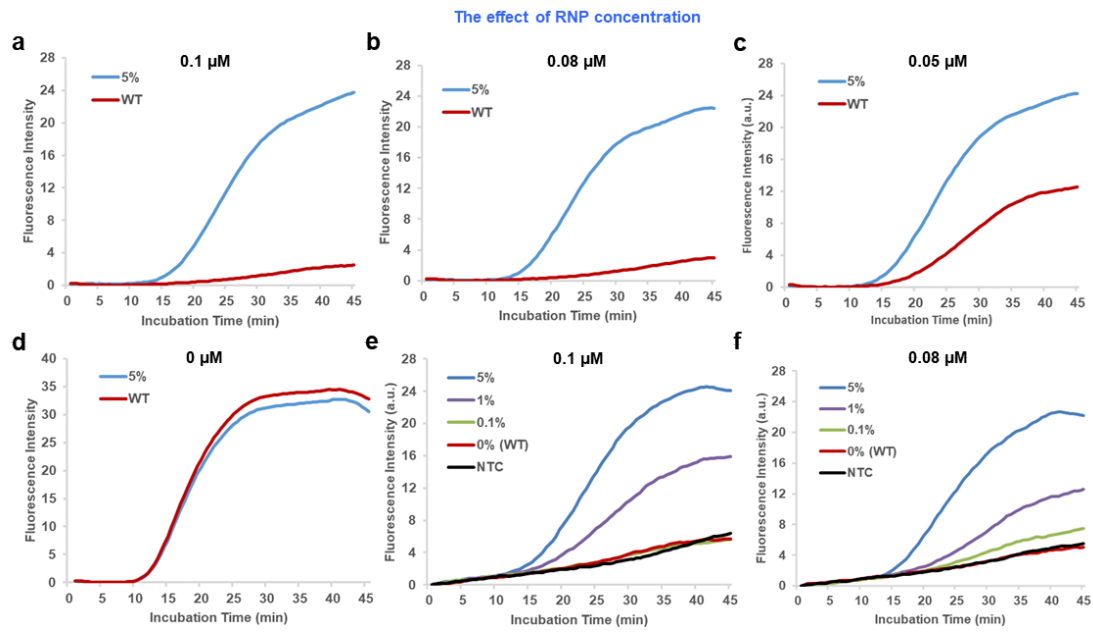 The effect of RNP concentration
a
0.1 µM
28
24
20
16
12
8
4
0
Fluorescence Intensity
5%
WT
0 5 10 15 20 25 30 35 40 45
Incubation Time (min)
b
0.08 µM
28
24
20
16
12
8
4
0
Fluorescence Intensity
5%
WT
0 5 10 15 20 25 30 35 40 45
Incubation Time (min)
c
0.05 µM
28
24
20
16
12
8
4
0
Fluorescence Intensity (a.u.)
5%
WT
0 5 10 15 20 25 30 35 40 45
Incubation Time (min)
d
0 µM
40
35
30
25
20
15
10
5
0
Fluorescence Intensity
5%
WT
0 5 10 15 20 25 30 35 40 45
Incubation Time (min)
e
0.1 µM
28
24
20
16
12
8
4
0
Fluorescence Intensity (a.u.)
5%
1%
0.1%
0% (WT)
NTC
0 5 10 15 20 25 30 35 40 45
Incubation Time (min)
f
0.08 µM
28
24
20
16
12
8
4
0
Fluorescence Intensity (a.u.)
5%
1%
0.1%
0% (WT)
NTC
0 5 10 15 20 25 30 35 40 45
Incubation Time (min)